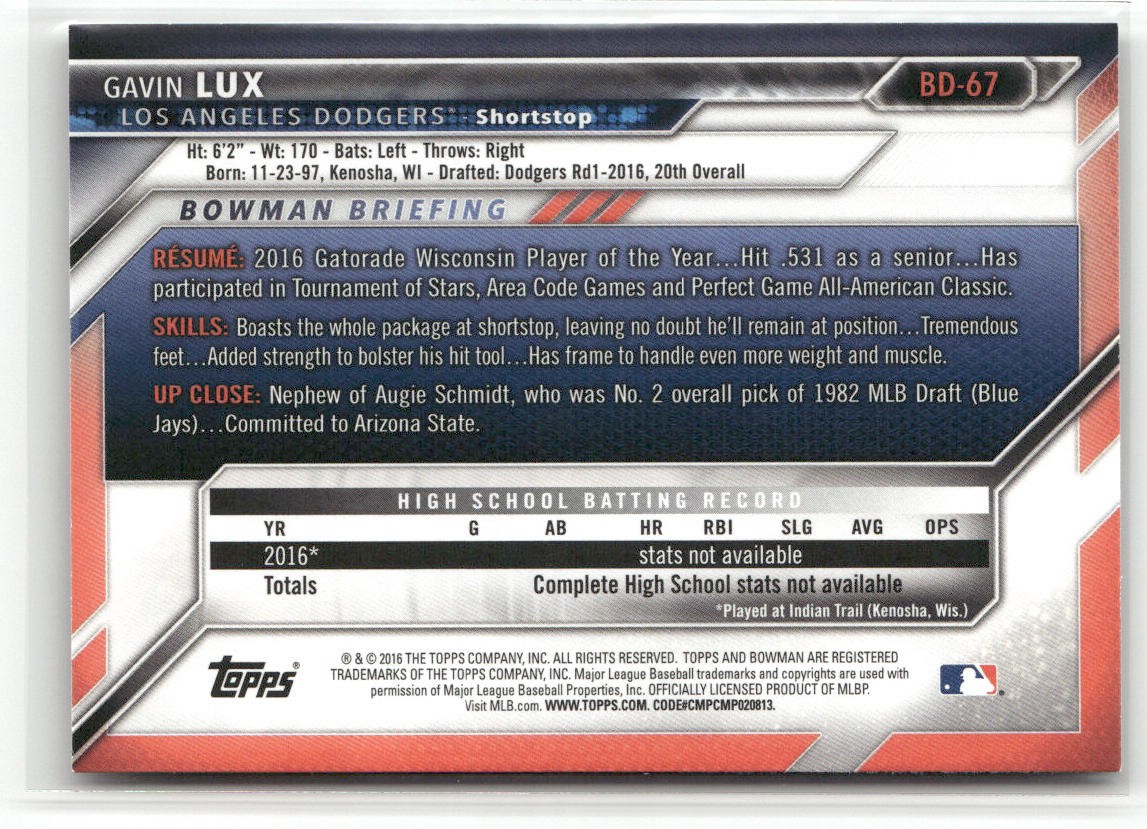 GAVIN LUX
BD-67
LOS ANGELES DODGERS® - Shortstop
Ht: 6'2" - Wt: 170 - Bats: Left - Throws: Right
Born: 11-23-97, Kenosha, WI - Drafted: Dodgers Rd1-2016, 20th Overall
BOWMAN BRIEFING
RÉSUMÉ: 2016 Gatorade Wisconsin Player of the Year...Hit .531 as a senior...Has
participated in Tournament of Stars, Area Code Games and Perfect Game All-American Classic.
SKILLS: Boasts the whole package at shortstop, leaving no doubt he'll remain at position...Tremendous
feet...Added strength to bolster his hit tool...Has frame to handle even more weight and muscle.
UP CLOSE: Nephew of Augie Schmidt, who was No. 2 overall pick of 1982 MLB Draft (Blue
Jays)...Committed to Arizona State.
HIGH SCHOOL BATTING RECORD
YR G AB HR RBI SLG AVG OPS
2016* stats not available
Totals Complete High School stats not available
*Played at Indian Trail (Kenosha, Wis.)
Topps®
® & © 2016 THE TOPPS COMPANY, INC. ALL RIGHTS RESERVED. TOPPS AND BOWMAN ARE REGISTERED
TRADEMARKS OF THE TOPPS COMPANY, INC. Major League Baseball trademarks and copyrights are used with
permission of Major League Baseball Properties, Inc. OFFICIALLY LICENSED PRODUCT OF MLBP.
Visit MLB.com. WWW.TOPPS.COM. CODE#CMPCMP020813.